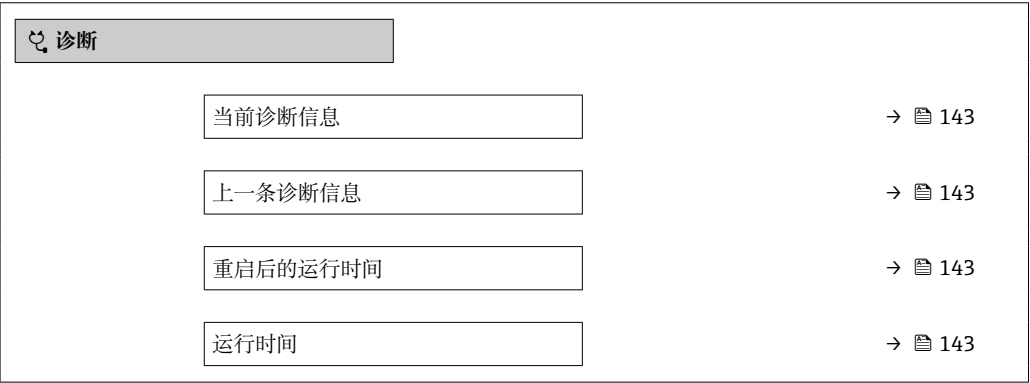 诊断
当前诊断信息 → 143
上一条诊断信息 → 143
重启后的运行时间 → 143
运行时间 → 143